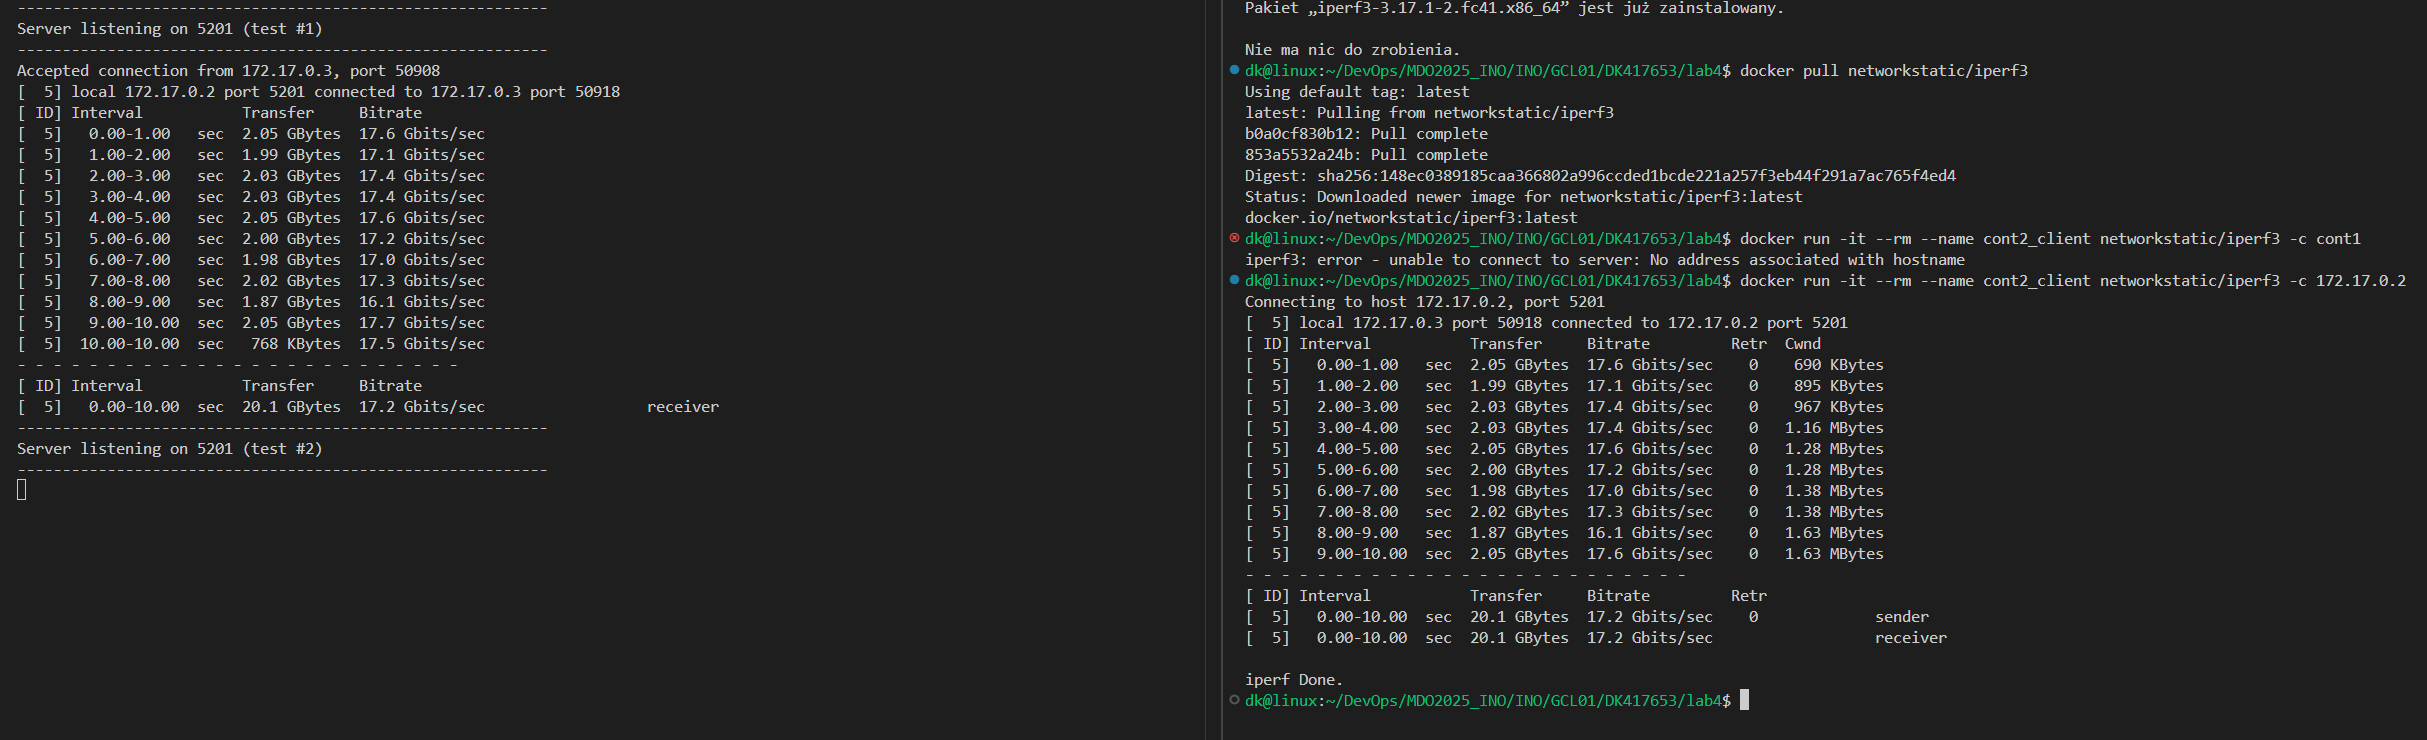 ---------------------------------------------------------
Server listening on 5201 (test #1)
-----------------------------------------------------------
Accepted connection from 172.17.0.3, port 50908
[  5] local 172.17.0.2 port 5201 connected to 172.17.0.3 port 50918
[ ID] Interval           Transfer     Bitrate
[  5]   0.00-1.00   sec  2.05 GBytes  17.6 Gbits/sec
[  5]   1.00-2.00   sec  1.99 GBytes  17.1 Gbits/sec
[  5]   2.00-3.00   sec  2.03 GBytes  17.4 Gbits/sec
[  5]   3.00-4.00   sec  2.03 GBytes  17.4 Gbits/sec
[  5]   4.00-5.00   sec  2.05 GBytes  17.6 Gbits/sec
[  5]   5.00-6.00   sec  2.00 GBytes  17.2 Gbits/sec
[  5]   6.00-7.00   sec  1.98 GBytes  17.0 Gbits/sec
[  5]   7.00-8.00   sec  2.02 GBytes  17.3 Gbits/sec
[  5]   8.00-9.00   sec  1.87 GBytes  16.1 Gbits/sec
[  5]   9.00-10.00  sec  2.05 GBytes  17.7 Gbits/sec
[  5]  10.00-10.00  sec   768 KBytes  17.5 Gbits/sec
- - - - - - - - - - - - - - - - - - - - - - - - -
[ ID] Interval           Transfer     Bitrate
[  5]   0.00-10.00  sec  20.1 GBytes  17.2 Gbits/sec                  receiver
-----------------------------------------------------------
Server listening on 5201 (test #2)
-----------------------------------------------------------
Pakiet „iperf3-3.17.1-2.fc41.x86_64” jest już zainstalowany.
Nie ma nic do zrobienia.
dk@linux:~/DevOps/MDO2025_INO/INO/GCL01/DK417653/lab4$ docker pull networkstatic/iperf3
Using default tag: latest
latest: Pulling from networkstatic/iperf3
b0a0cf830b12: Pull complete
853a5532a24b: Pull complete
Digest: sha256:148ec0389185caa366802a996ccded1bcde221a257f3eb44f291a7ac765f4ed4
Status: Downloaded newer image for networkstatic/iperf3:latest
docker.io/networkstatic/iperf3:latest
dk@linux:~/DevOps/MDO2025_INO/INO/GCL01/DK417653/lab4$ docker run -it --rm --name cont2_client networkstatic/iperf3 -c cont1
iperf3: error - unable to connect to server: No address associated with hostname
dk@linux:~/DevOps/MDO2025_INO/INO/GCL01/DK417653/lab4$ docker run -it --rm --name cont2_client networkstatic/iperf3 -c 172.17.0.2
Connecting to host 172.17.0.2, port 5201
[  5] local 172.17.0.3 port 50918 connected to 172.17.0.2 port 5201
[ ID] Interval           Transfer     Bitrate         Retr  Cwnd
[  5]   0.00-1.00   sec  2.05 GBytes  17.6 Gbits/sec    0    690 KBytes
[  5]   1.00-2.00   sec  1.99 GBytes  17.1 Gbits/sec    0    895 KBytes
[  5]   2.00-3.00   sec  2.03 GBytes  17.4 Gbits/sec    0    967 KBytes
[  5]   3.00-4.00   sec  2.03 GBytes  17.4 Gbits/sec    0   1.16 MBytes
[  5]   4.00-5.00   sec  2.05 GBytes  17.6 Gbits/sec    0   1.28 MBytes
[  5]   5.00-6.00   sec  2.00 GBytes  17.2 Gbits/sec    0   1.28 MBytes
[  5]   6.00-7.00   sec  1.98 GBytes  17.0 Gbits/sec    0   1.38 MBytes
[  5]   7.00-8.00   sec  2.02 GBytes  17.3 Gbits/sec    0   1.38 MBytes
[  5]   8.00-9.00   sec  1.87 GBytes  16.1 Gbits/sec    0   1.63 MBytes
[  5]   9.00-10.00  sec  2.05 GBytes  17.6 Gbits/sec    0   1.63 MBytes
- - - - - - - - - - - - - - - - - - - - - - - - -
[ ID] Interval           Transfer     Bitrate         Retr
[  5]   0.00-10.00  sec  20.1 GBytes  17.2 Gbits/sec    0             sender
[  5]   0.00-10.00  sec  20.1 GBytes  17.2 Gbits/sec                  receiver
iperf Done.
dk@linux:~/DevOps/MDO2025_INO/INO/GCL01/DK417653/lab4$